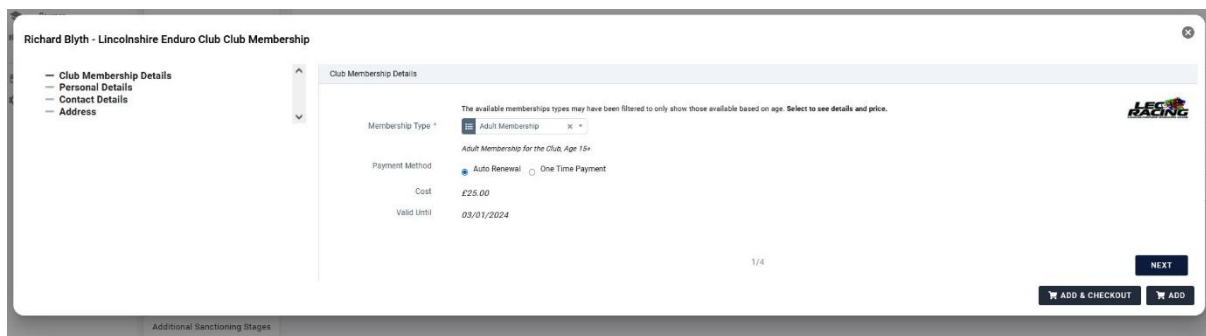 Richard Blyth - Lincolnshire Enduro Club Club Membership
Club Membership Details
Personal Details
Contact Details
Address
Club Membership Details
The available memberships types may have been filtered to only show those available based on age. Select to see details and price.
LEC
RACING
Membership Type *
Adult Membership
Adult Membership for the Club, Age 15+
Payment Method
Auto Renewal
One Time Payment
Cost
£25.00
Valid Until
03/01/2024
1/4
NEXT
ADD & CHECKOUT
ADD
Additional Sanctioning Stages